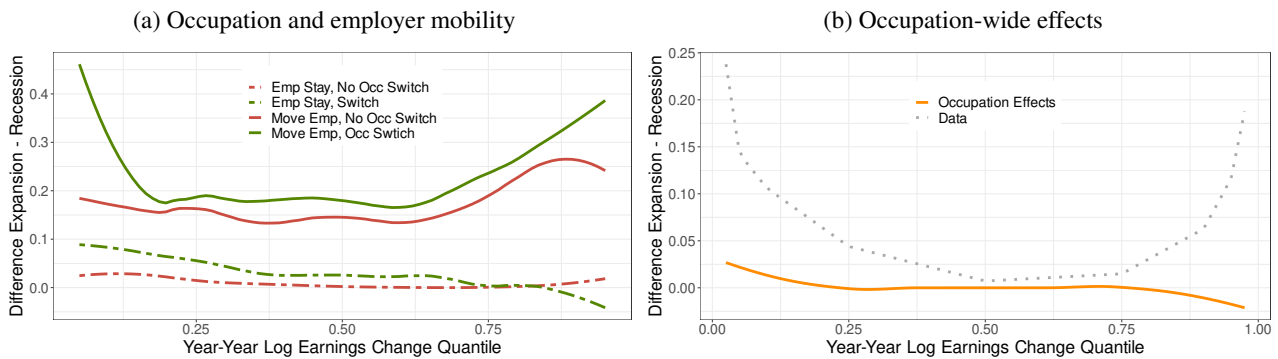 (a) Occupation and employer mobility
Difference Expansion - Recession
0.4
0.3
0.2
0.1
0.0
Emp Stay, No Occ Switch
Emp Stay, Switch
Move Emp, No Occ Switch
Move Emp, Occ Swtich
0.25 0.50 0.75
Year-Year Log Earnings Change Quantile
(b) Occupation-wide effects
Difference Expansion - Recession
0.25
0.20
0.15
0.10
0.05
0.00
Occupation Effects
Data
0.00 0.25 0.50 0.75 1.00
Year-Year Log Earnings Change Quantile